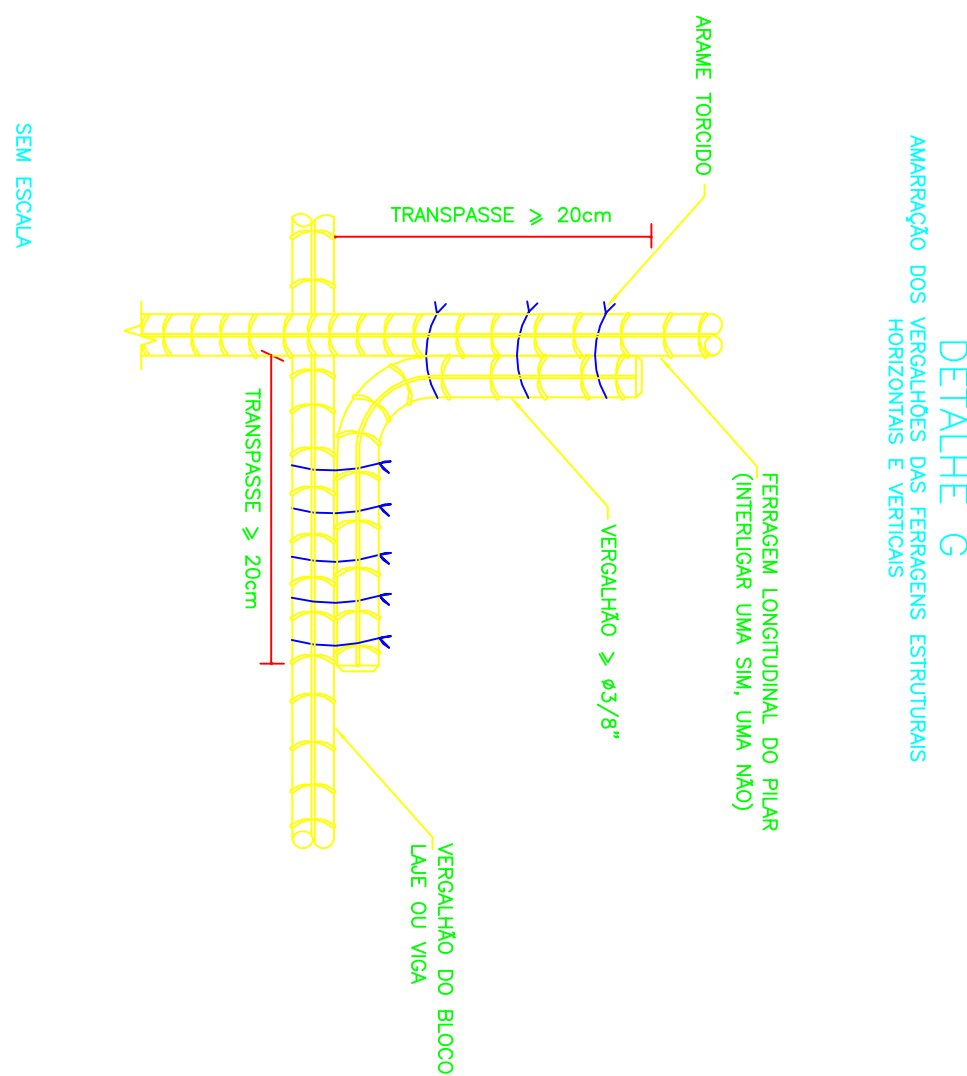 DETALHE G
AMARRAÇÃO DOS VERGALHÕES DAS FERRAGENS ESTRUTURAIS
HORIZONTAIS E VERTICAIS
ARAME TORCIDO
FERRAGEM LONGITUDINAL DO PILAR
(INTERLIGAR UMA SIM, UMA NÃO)
TRANSPASSE ⩾ 20cm
VERGALHÃO ⩾ ø3/8"
VERGALHÃO DO BLOCO
LAJE OU VIGA
TRANSPASSE ⩾ 20cm
SEM ESCALA